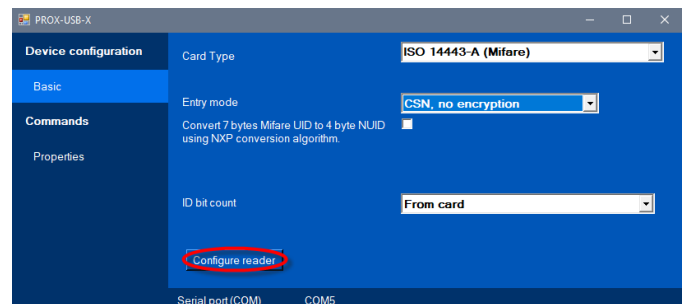 PROX-USB-X
Device configuration
Basic
Commands
Properties
Card Type
ISO 14443-A (Mifare)
Entry mode
CSN, no encryption
Convert 7 bytes Mifare UID to 4 byte NUID
using NXP conversion algorithm.
ID bit count
From card
Configure reader
Serial port (COM)
COM5